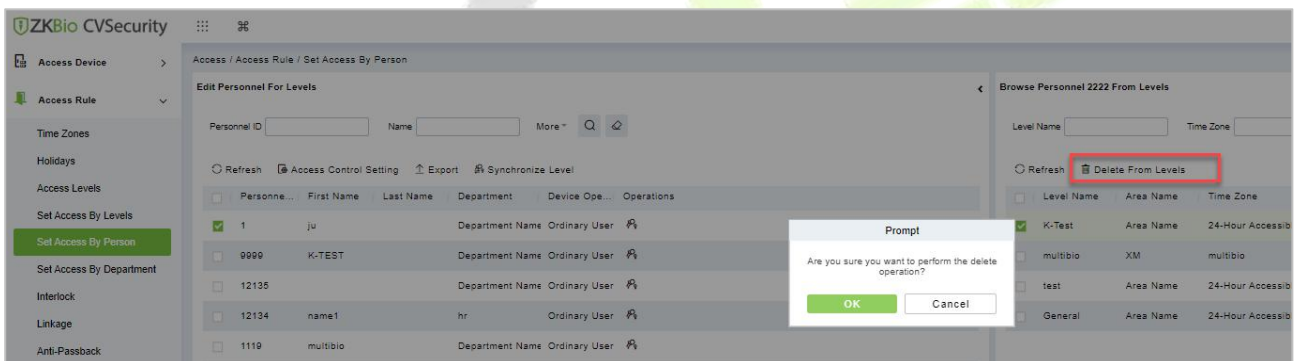 ZKBio CVSecurity
Access Device
Access Rule
Time Zones
Holidays
Access Levels
Set Access By Levels
Set Access By Person
Set Access By Department
Interlock
Linkage
Anti-Passback
Access / Access Rule / Set Access By Person
Edit Personnel For Levels
Personnel ID Name More
Refresh Access Control Setting Export Synchronize Level
Personne... First Name Last Name Department Device Ope... Operations
1 ju Department Name Ordinary User
9999 K-TEST Department Name Ordinary User
12135 Department Name Ordinary User
12134 name1 hr Ordinary User
1119 multibio Department Name Ordinary User
Prompt
Are you sure you want to perform the delete
operation?
OK Cancel
Browse Personnel 2222 From Levels
Level Name Time Zone
Refresh Delete From Levels
Level Name Area Name Time Zone
K-Test Area Name 24-Hour Accessib
multibio XM multibio
test Area Name 24-Hour Accessib
General Area Name 24-Hour Accessib